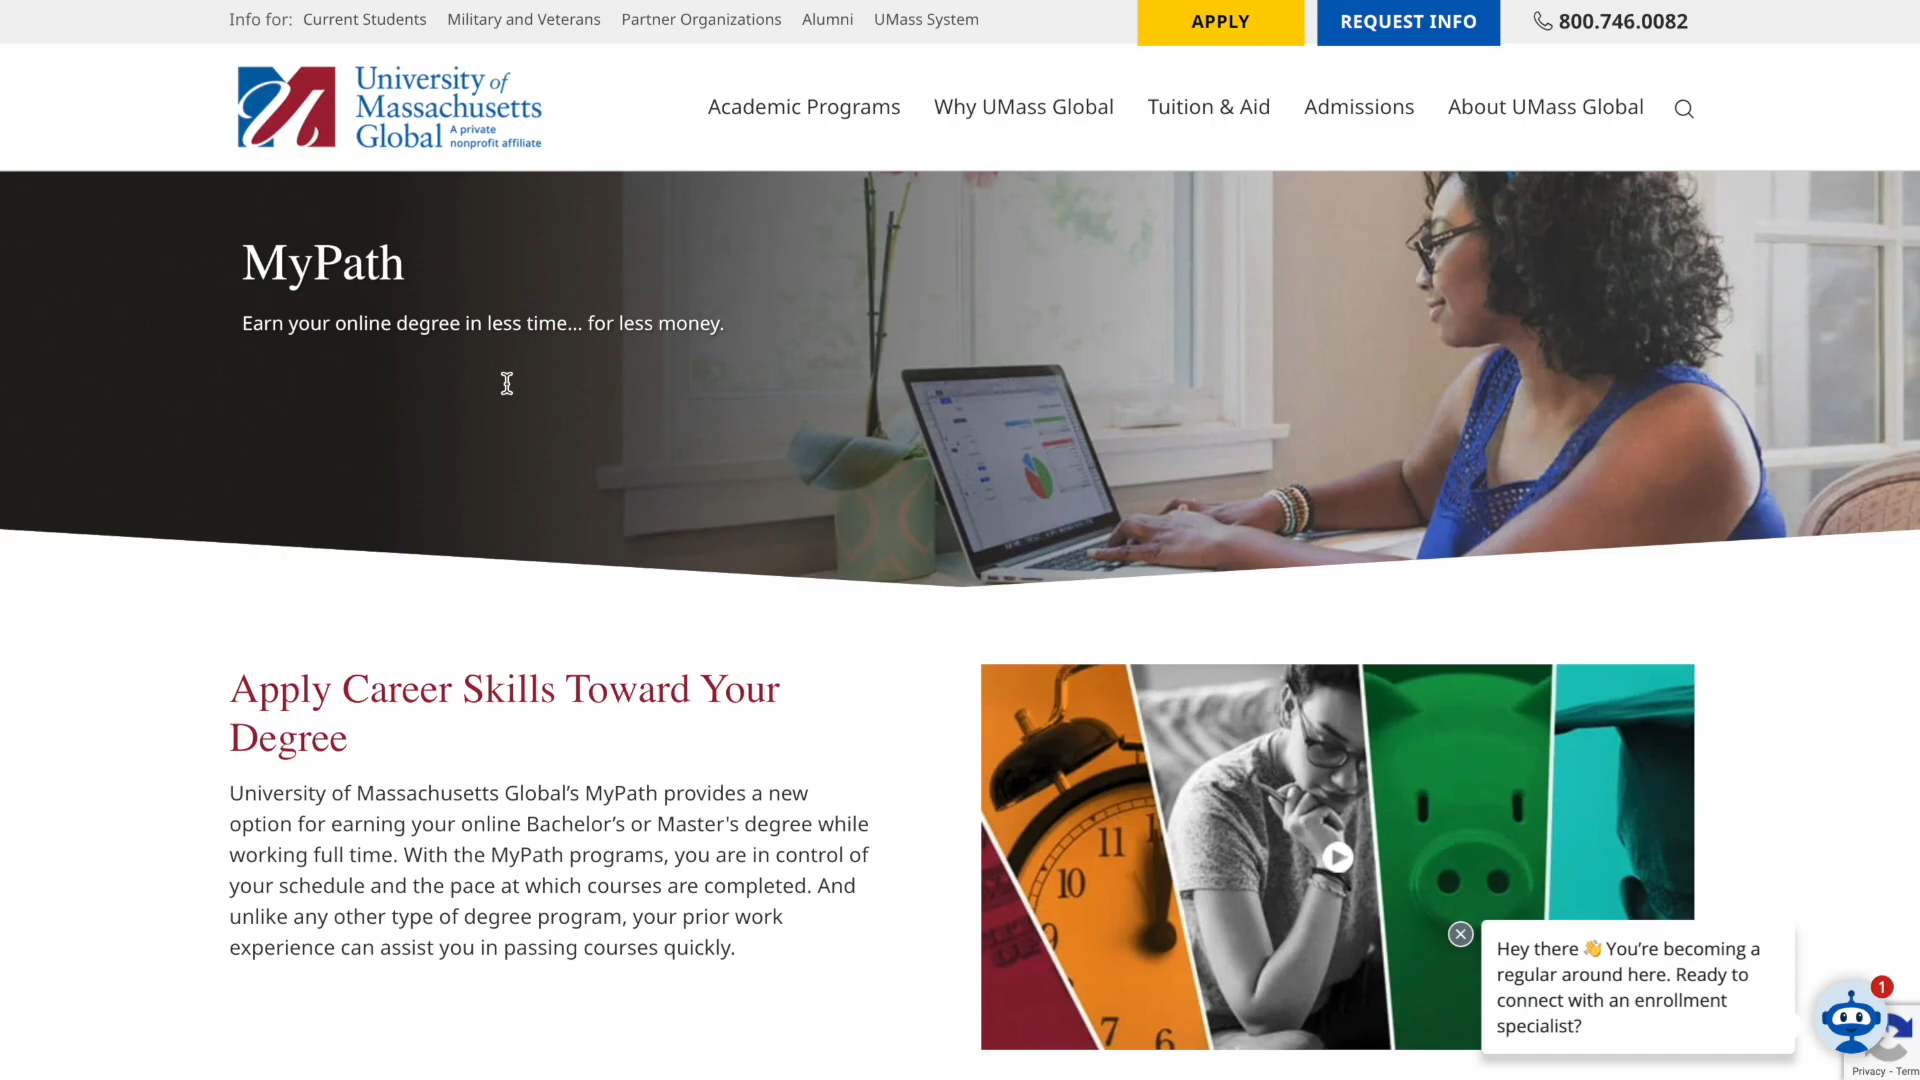 Info for: Current Students Military and Veterans Partner Organizations Alumni UMass System APPLY REQUEST INFO 800.746.0082
University of
Massachusetts
Global A private
nonprofit affiliate
Academic Programs Why UMass Global Tuition & Aid Admissions About UMass Global
MyPath
Earn your online degree in less time... for less money.
Apply Career Skills Toward Your
Degree
University of Massachusetts Global’s MyPath provides a new
option for earning your online Bachelor’s or Master's degree while
working full time. With the MyPath programs, you are in control of
your schedule and the pace at which courses are completed. And
unlike any other type of degree program, your prior work
experience can assist you in passing courses quickly.
11
10
9
7 6
Hey there 👋 You’re becoming a
regular around here. Ready to
connect with an enrollment
specialist?
1
Privacy - Term